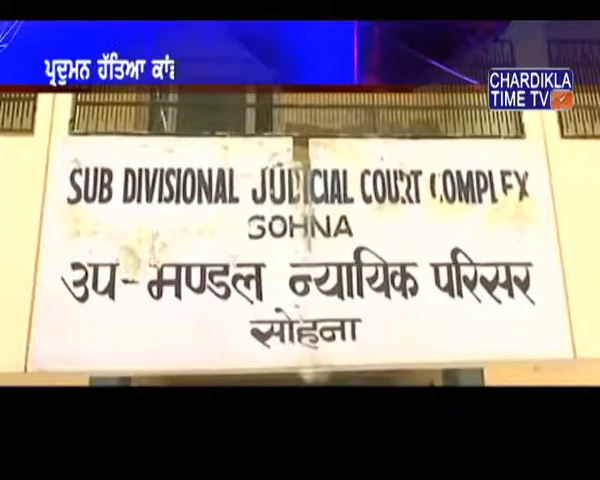 ਪ੍ਰਦੁਮਨ ਹੱਤਿਆ
CHARDIKLA
TIME TV
SUB DIVISIONAL JUDICIAL COURT COMPLEX
SOHNA
उप-मण्डल न्यायिक परिसर
सोहना